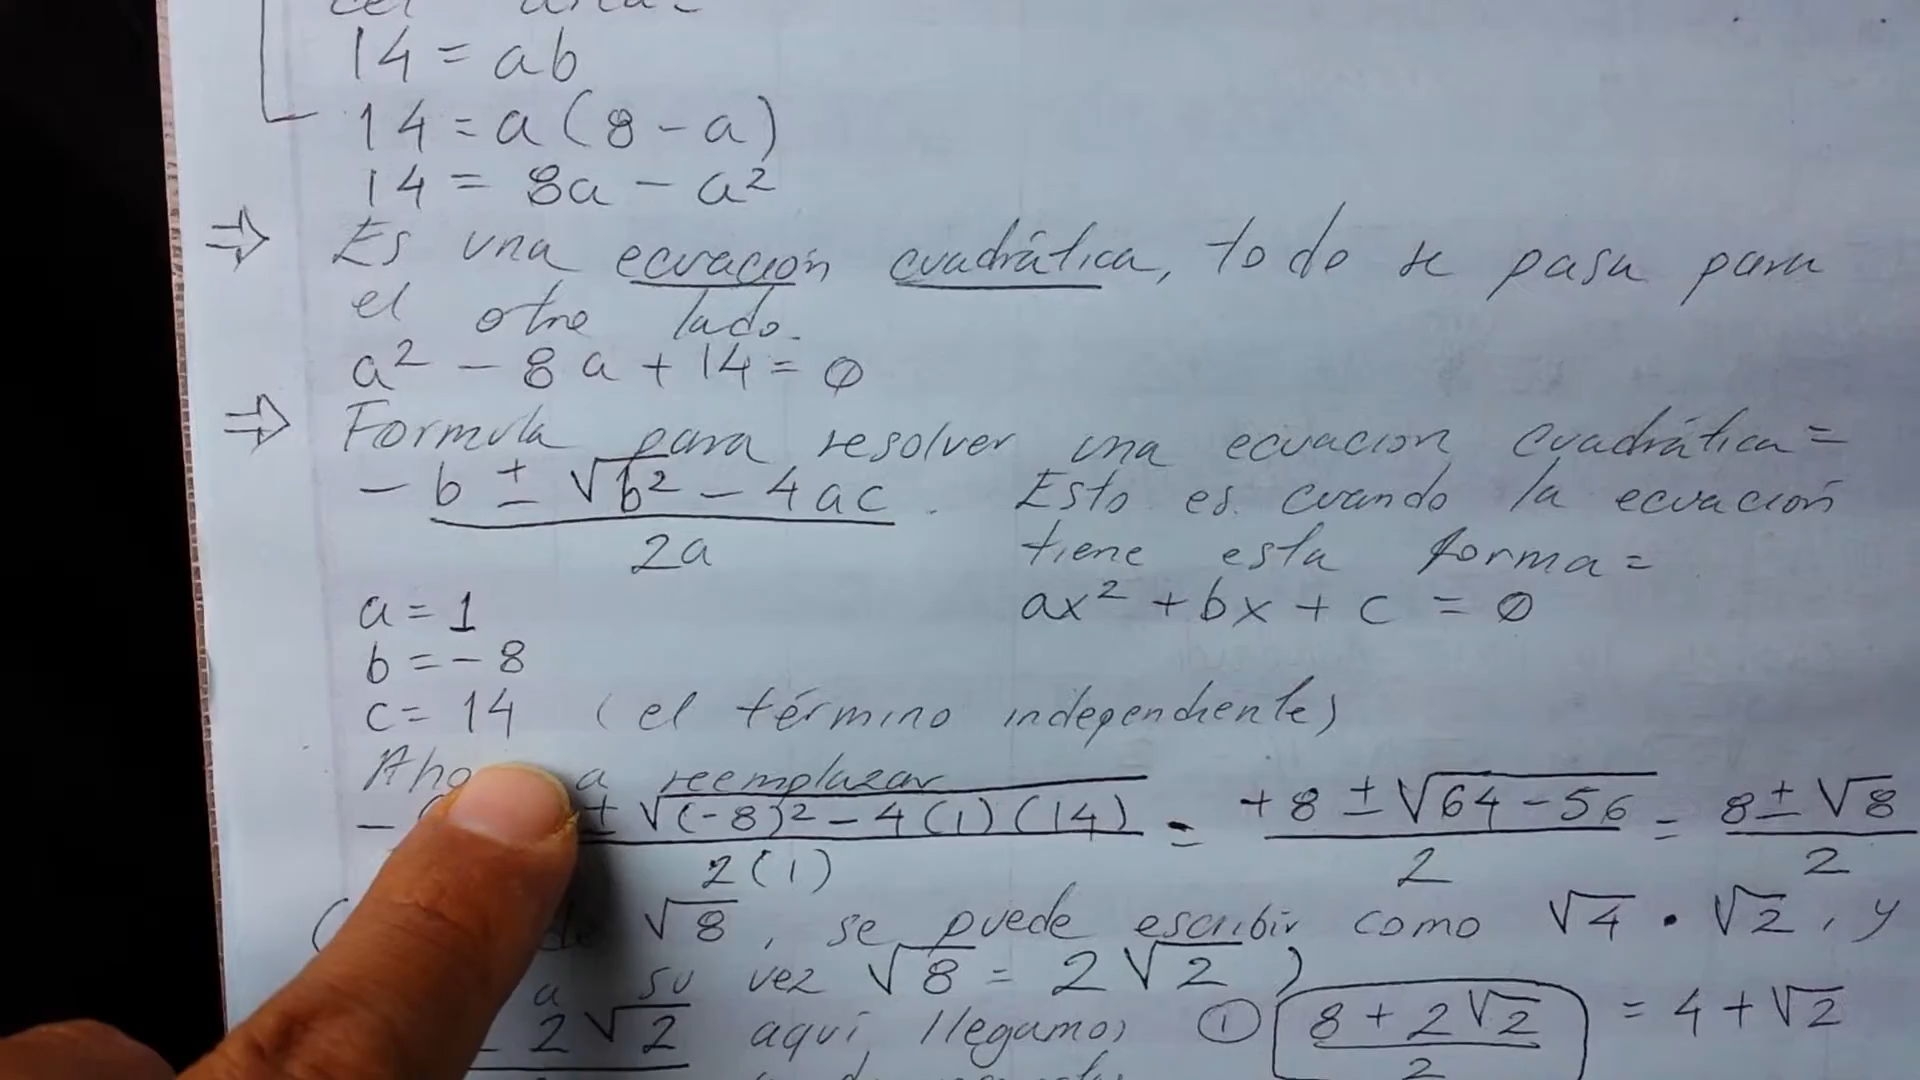 14 = ab
14 = a(8 - a)
14 = 8a - a²
⇒ Es una ecuación cuadrática, todo se pasa para
el otro lado.
a² - 8a + 14 = 0
⇒ Formula para resolver una ecuacion cuadrática =
-b ± √b² - 4ac / 2a . Esto es cuando la ecuación
tiene esta forma =
a = 1 ax² + bx + c = 0
b = -8
c = 14 (el término independiente)
a reemplazar
- ( ± √(-8)² - 4(1)(14) / 2(1) = +8 ± √64 - 56 / 2 = 8 ± √8 / 2
( de √8, se puede escribir como √4 · √2, y
a su vez √8 = 2√2)
2√2 aquí llegamos ① 8 + 2√2 / 2 = 4 + √2